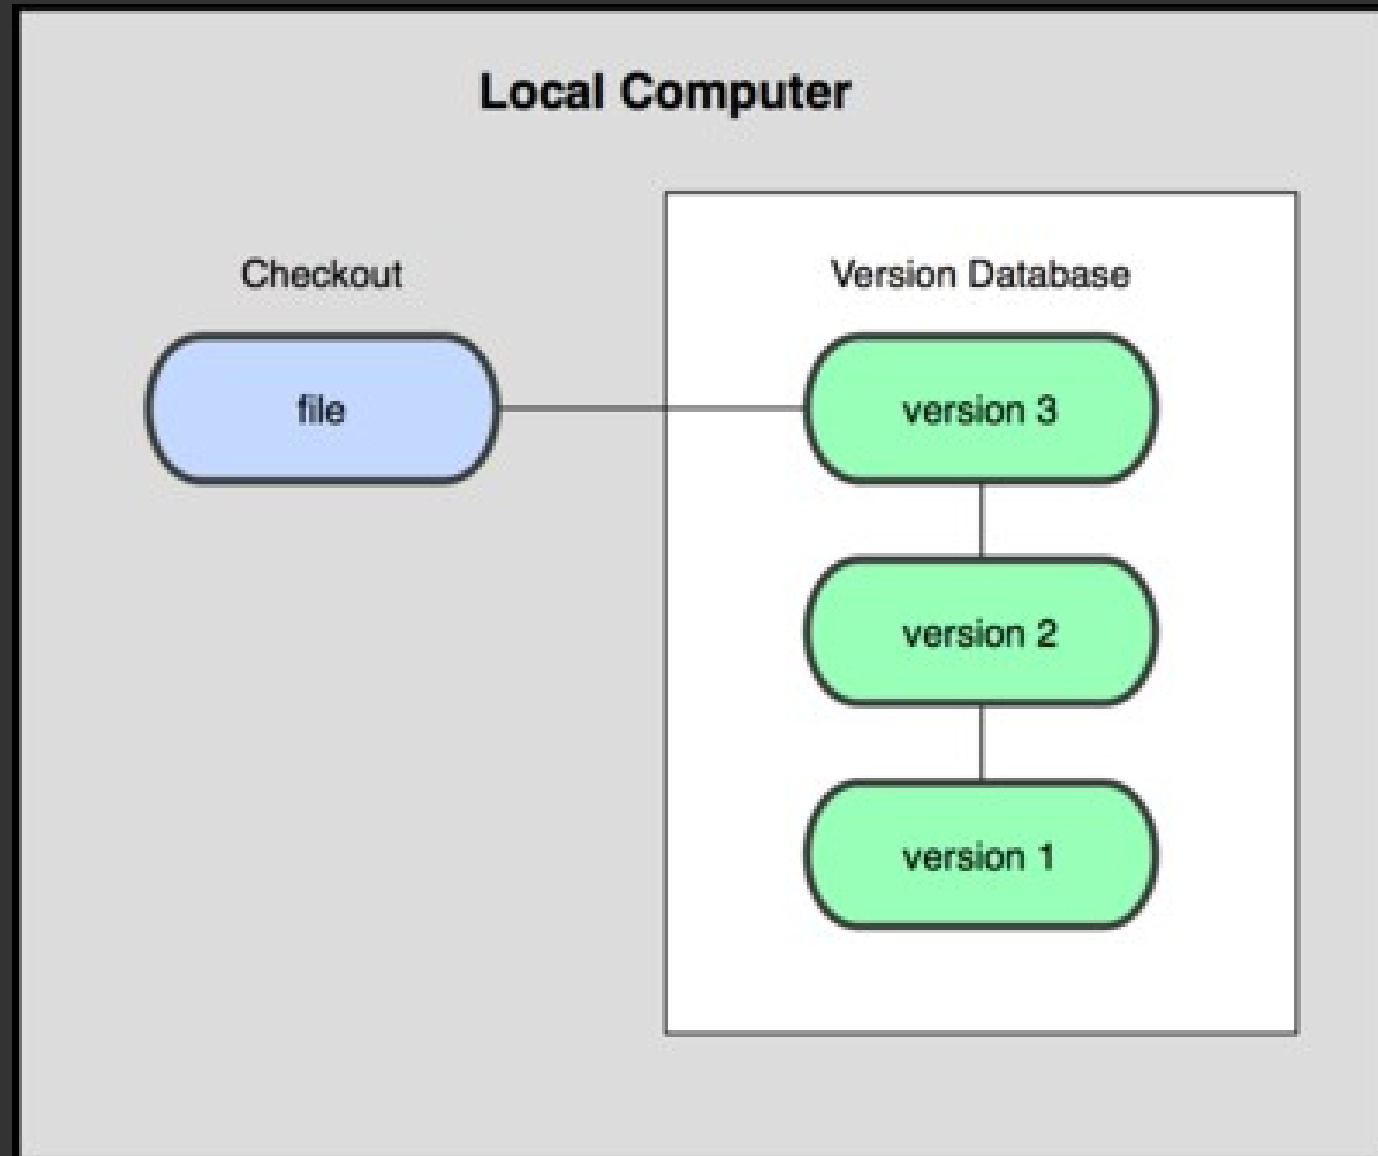 Local Computer
Checkout
Version Database
file
version 3
version 2
version 1